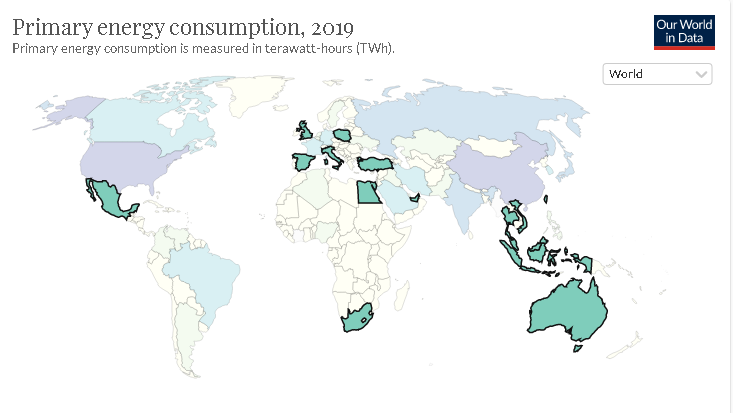 Primary energy consumption, 2019
Primary energy consumption is measured in terawatt-hours (TWh).
Our World
in Data
World